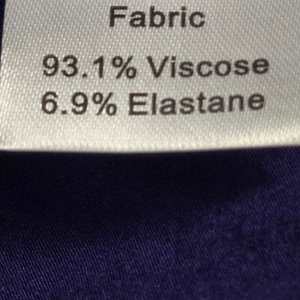 Fabric
93.1% Viscose
6.9% Elastane